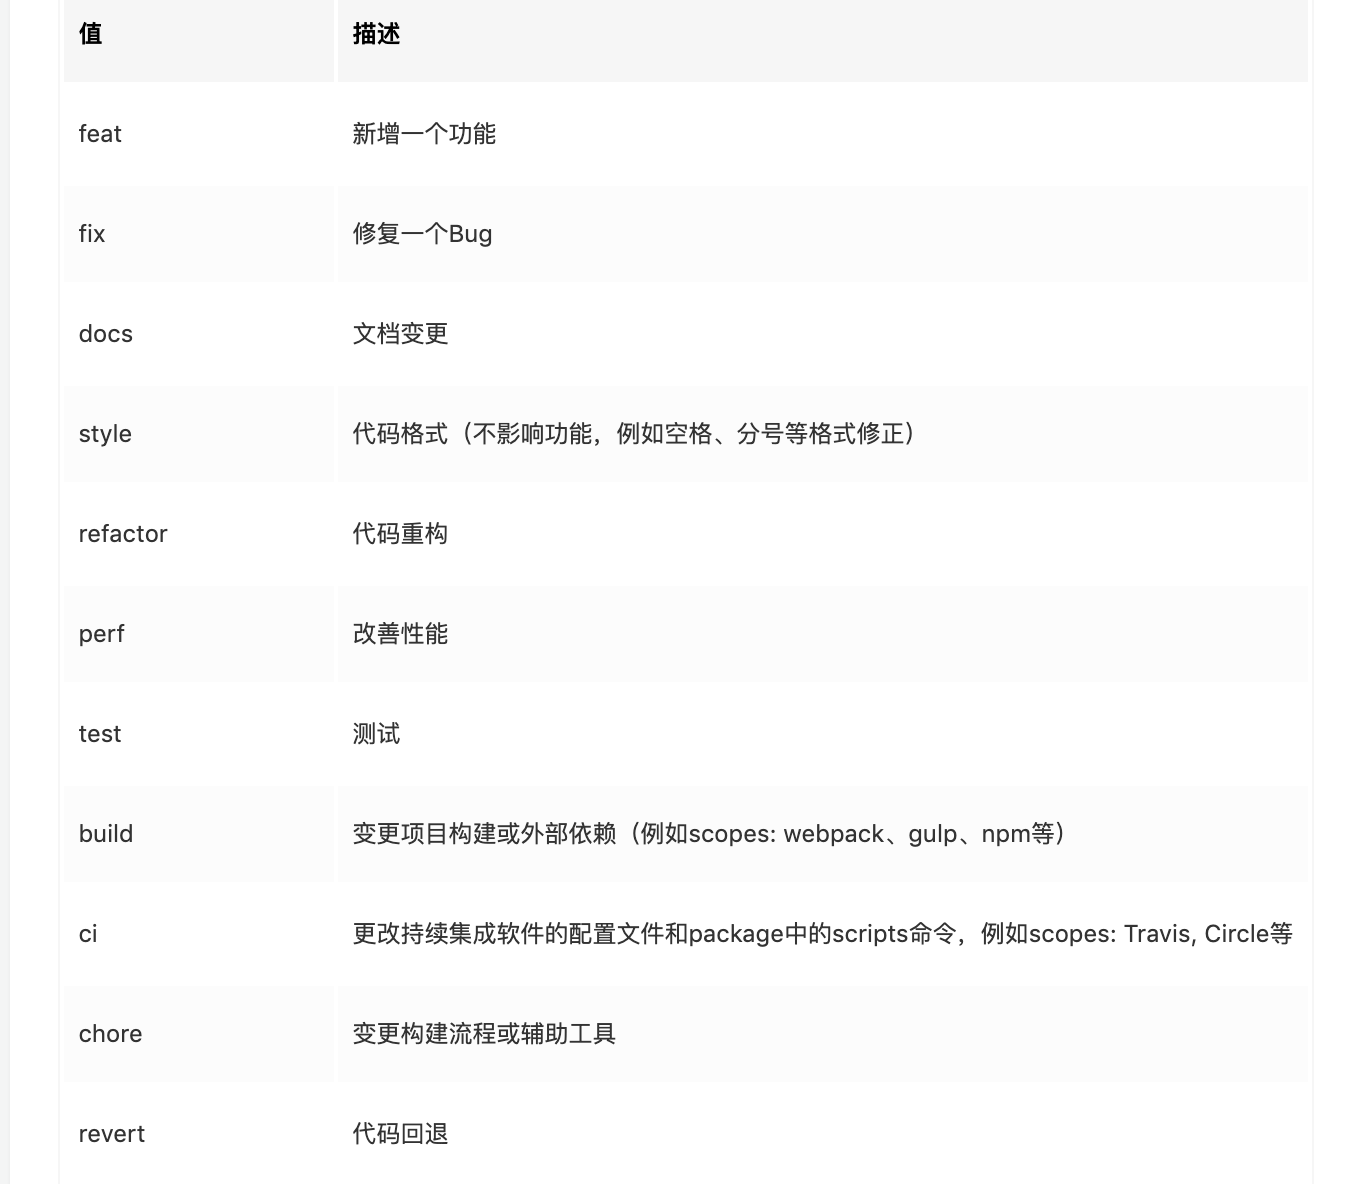 值 描述
feat 新增一个功能
fix 修复一个Bug
docs 文档变更
style 代码格式（不影响功能，例如空格、分号等格式修正）
refactor 代码重构
perf 改善性能
test 测试
build 变更项目构建或外部依赖（例如scopes: webpack、gulp、npm等）
ci 更改持续集成软件的配置文件和package中的scripts命令，例如scopes: Travis, Circle等
chore 变更构建流程或辅助工具
revert 代码回退